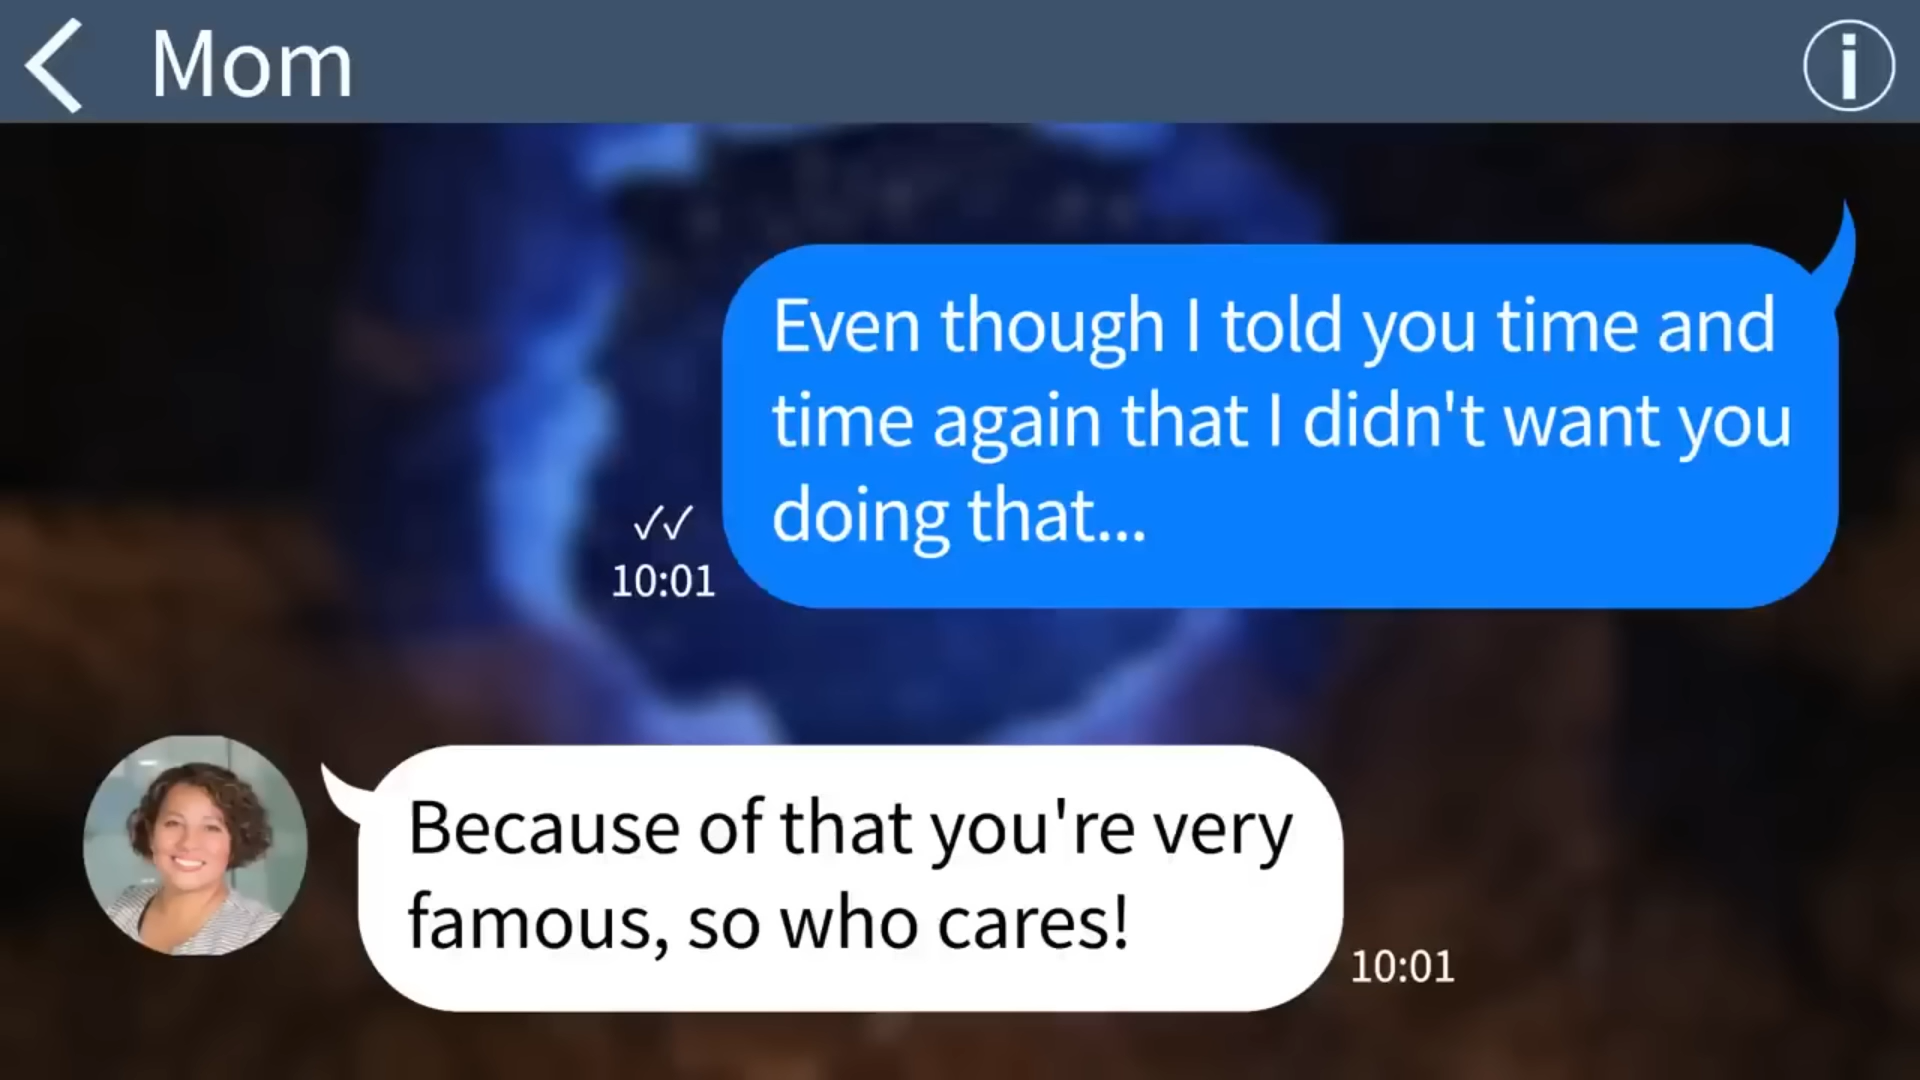 Mom
Even though I told you time and
time again that I didn't want you
doing that...
✓✓
10:01
Because of that you're very
famous, so who cares!
10:01